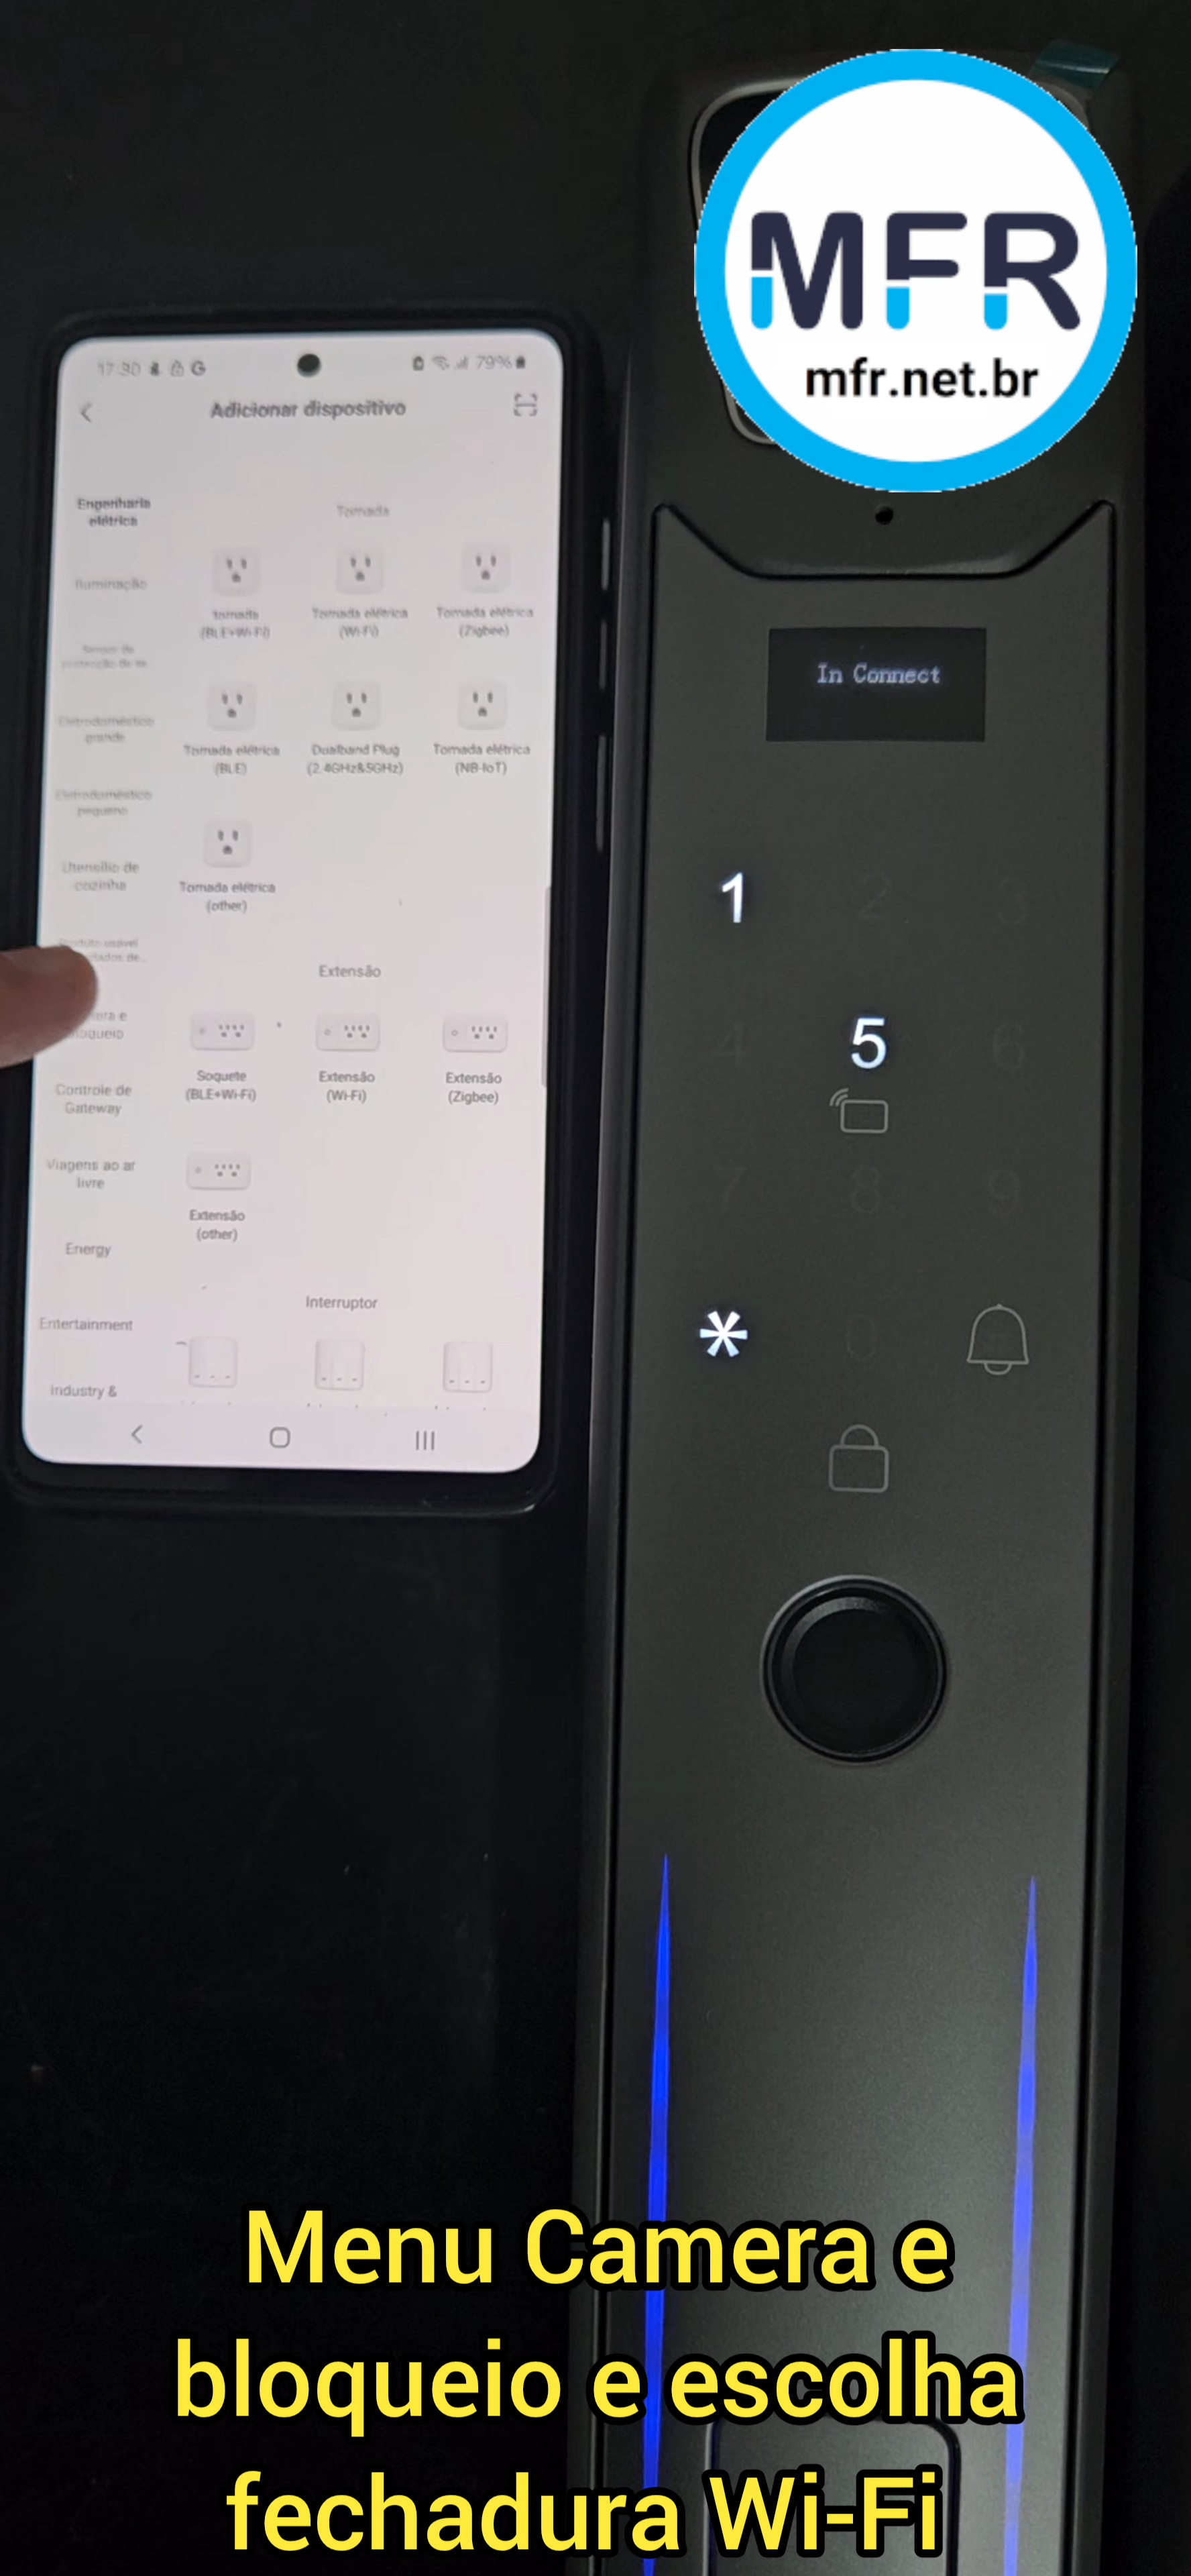 MFR
mfr.net.br
17:30 G 79%
Adicionar dispositivo
Engenharia
elétrica
Iluminação
Eletrodoméstico
grande
Eletrodoméstico
pequeno
Utensílio de
cozinha
Controle de
Gateway
Viagens ao ar
livre
Energy
Entertainment
Industry &
Tomada
tomada
(BLE+Wi-Fi)
Tomada elétrica
(Wi-Fi)
Tomada elétrica
(Zigbee)
Tomada elétrica
(BLE)
Dualband Plug
(2.4GHz&5GHz)
Tomada elétrica
(NB-IoT)
Tomada elétrica
(other)
Extensão
Soquete
(BLE+Wi-Fi)
Extensão
(Wi-Fi)
Extensão
(Zigbee)
Extensão
(other)
Interruptor
In Connect
1 2 3
4 5 6
7 8 9
* 0
Menu Camera e
bloqueio e escolha
fechadura Wi-Fi